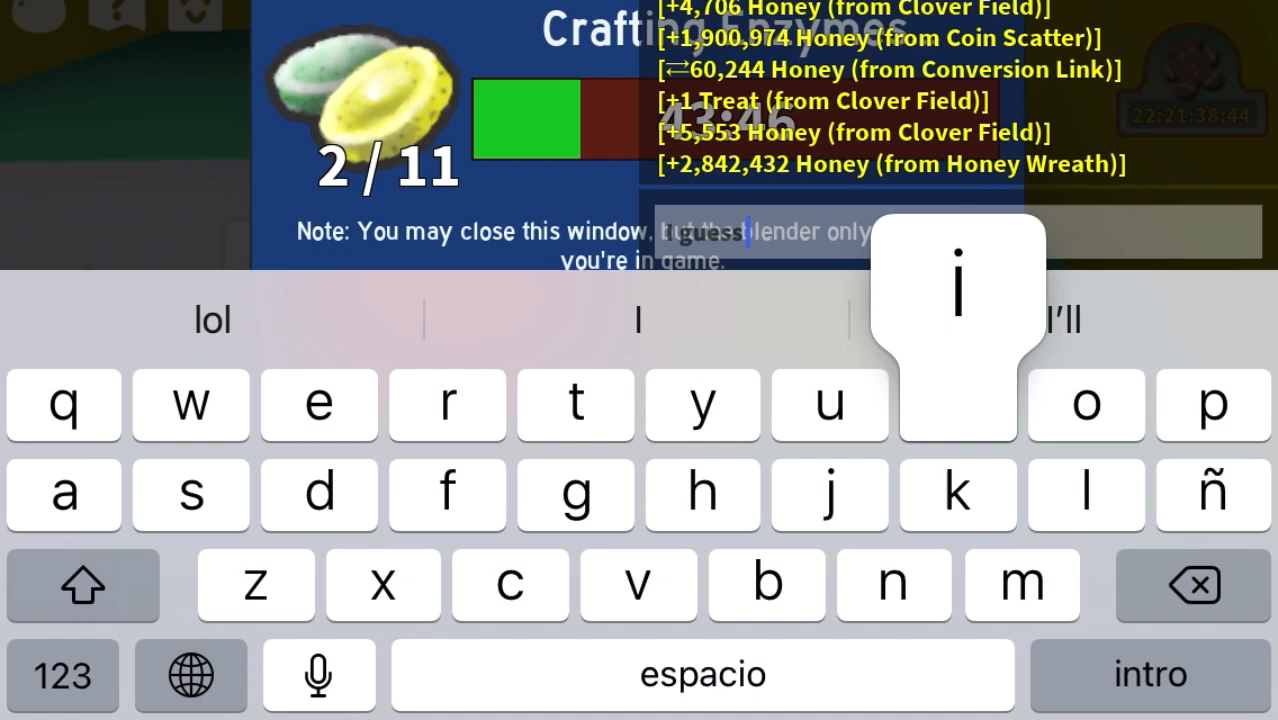 [+4,706 Honey (from Clover Field)]
Crafting Enzymes...
[+1,900,974 Honey (from Coin Scatter)]
[⇄60,244 Honey (from Conversion Link)]
[+1 Treat (from Clover Field)]
43:46
22:21:38:44
[+5,553 Honey (from Clover Field)]
2 / 11
[+2,842,432 Honey (from Honey Wreath)]
Note: You may close this window, but the blender only
guess
you're in game.
i
lol
I
I'll
q w e r t y u o p
a s d f g h j k l ñ
z x c v b n m
123
espacio
intro